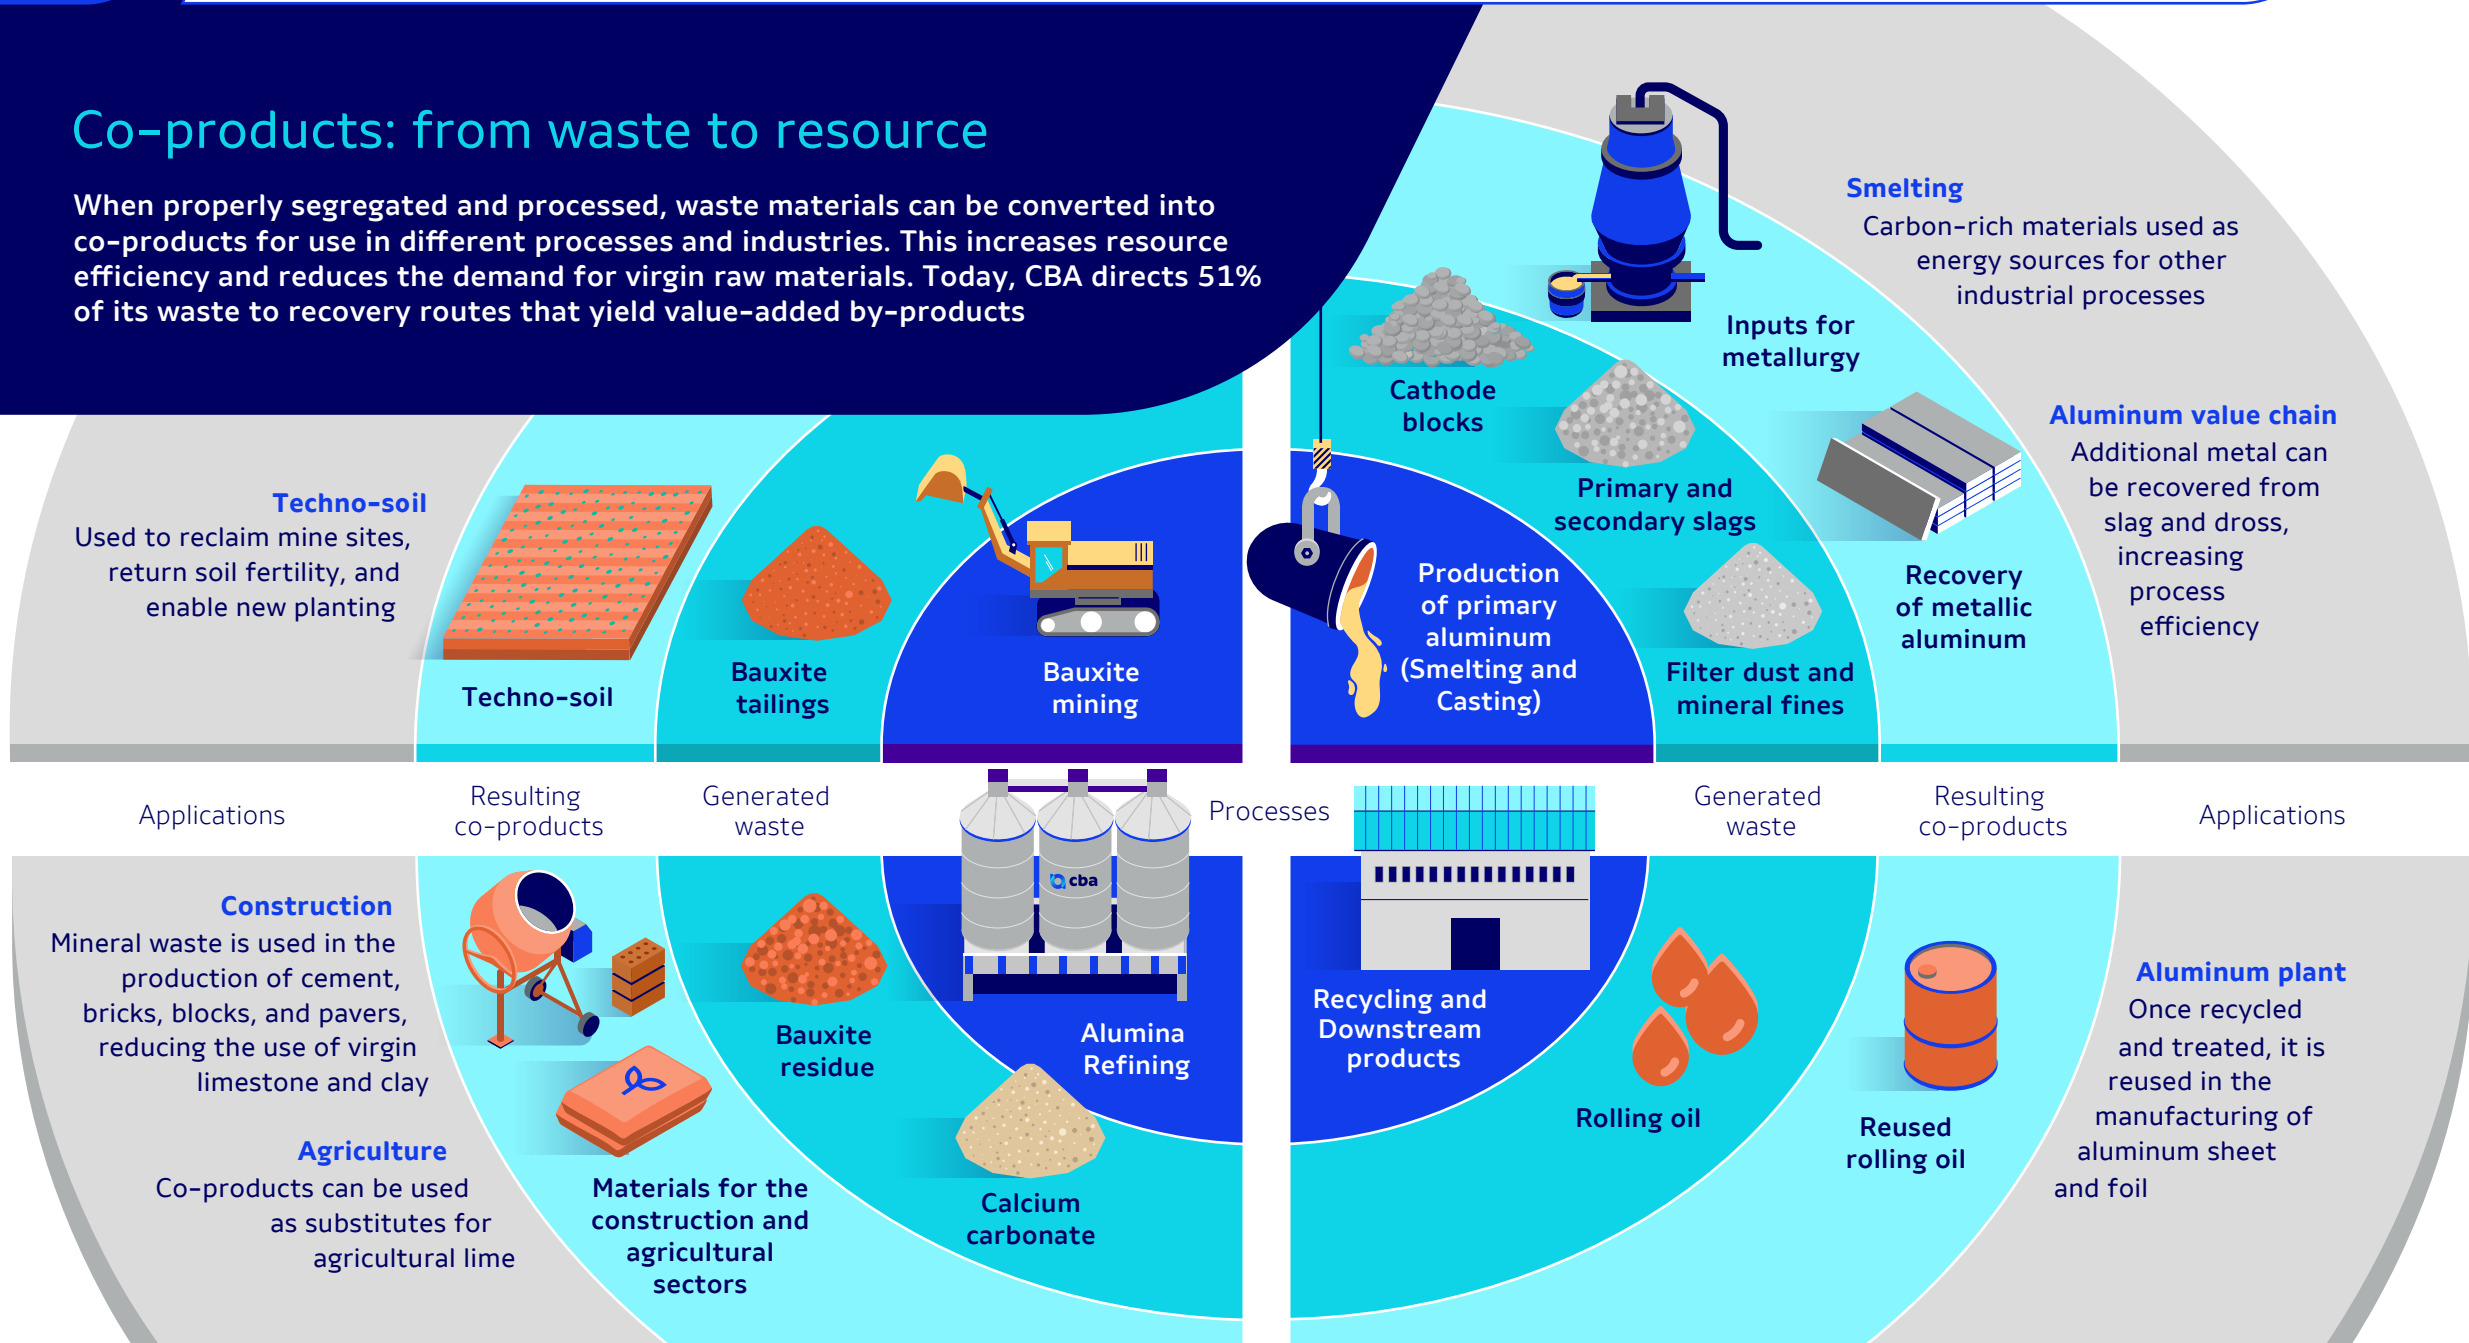 Co-products: from waste to resource
When properly segregated and processed, waste materials can be converted into
co-products for use in different processes and industries. This increases resource
efficiency and reduces the demand for virgin raw materials. Today, CBA directs 51%
of its waste to recovery routes that yield value-added by-products
Techno-soil
Used to reclaim mine sites,
return soil fertility, and
enable new planting
Techno-soil
Bauxite
tailings
Bauxite
mining
Production
of primary
aluminum
(Smelting and
Casting)
Cathode
blocks
Primary and
secondary slags
Filter dust and
mineral fines
Inputs for
metallurgy
Recovery
of metallic
aluminum
Smelting
Carbon-rich materials used as
energy sources for other
industrial processes
Aluminum value chain
Additional metal can
be recovered from
slag and dross,
increasing
process
efficiency
Applications
Resulting
co-products
Generated
waste
Processes
Generated
waste
Resulting
co-products
Applications
Construction
Mineral waste is used in the
production of cement,
bricks, blocks, and pavers,
reducing the use of virgin
limestone and clay
Agriculture
Co-products can be used
as substitutes for
agricultural lime
Materials for the
construction and
agricultural
sectors
Bauxite
residue
Calcium
carbonate
cba
Alumina
Refining
Recycling and
Downstream
products
Rolling oil
Reused
rolling oil
Aluminum plant
Once recycled
and treated, it is
reused in the
manufacturing of
aluminum sheet
and foil